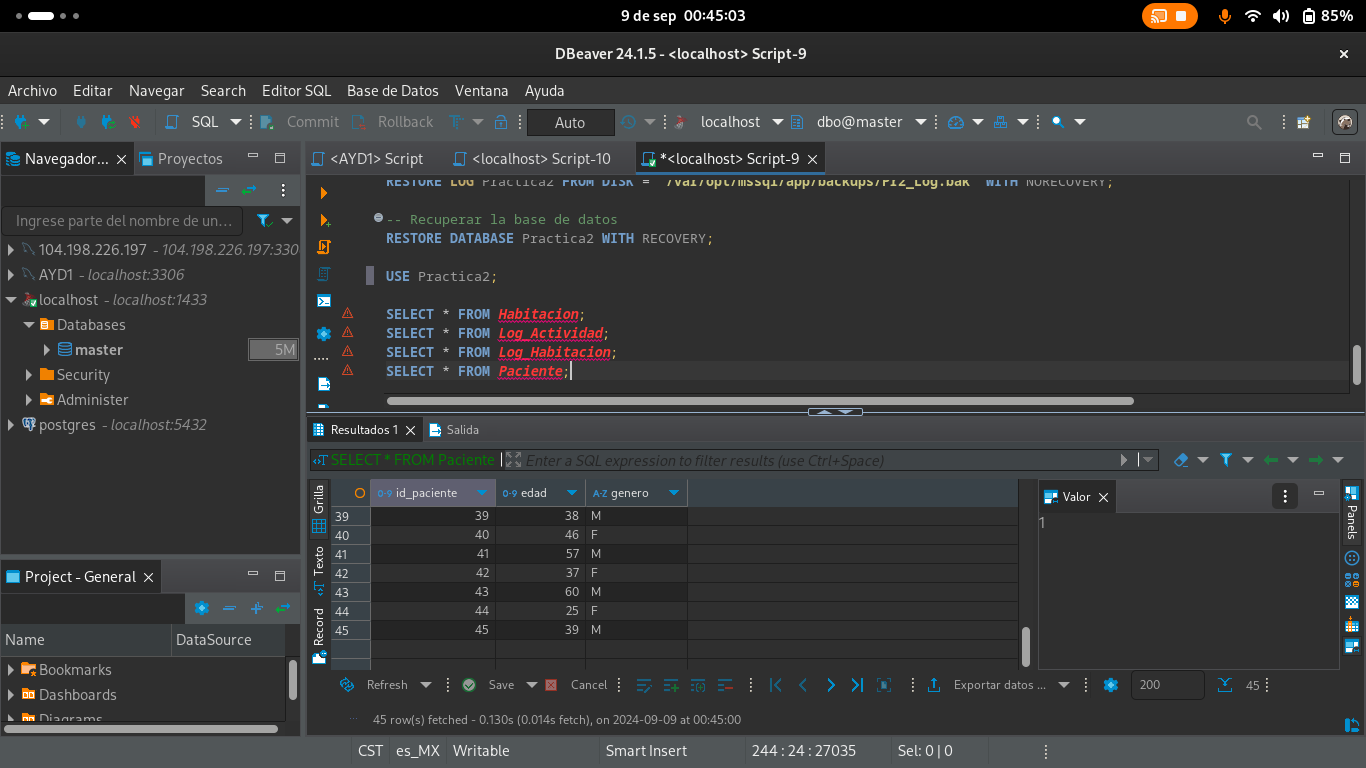 9 de sep 00:45:03
85%
DBeaver 24.1.5 - <localhost> Script-9
Archivo Editar Navegar Search Editor SQL Base de Datos Ventana Ayuda
SQL Commit Rollback Auto localhost dbo@master
Navegador... Proyectos
<AYD1> Script <localhost> Script-10 *<localhost> Script-9
Ingrese parte del nombre de un...
104.198.226.197 - 104.198.226.197:330
AYD1 - localhost:3306
localhost - localhost:1433
Databases
master 5M
Security
Administer
postgres - localhost:5432
RESTORE LOG Practica2 FROM DISK = '/var/opt/mssql/app/backups/P12_Log.bak' WITH NORECOVERY;
-- Recuperar la base de datos
RESTORE DATABASE Practica2 WITH RECOVERY;
USE Practica2;
SELECT * FROM Habitacion;
SELECT * FROM Log_Actividad;
SELECT * FROM Log_Habitacion;
SELECT * FROM Paciente;
Resultados 1 Salida
SELECT * FROM Paciente Enter a SQL expression to filter results (use Ctrl+Space)
Grilla
Texto
Record
id_paciente edad genero
39 39 38 M
40 40 46 F
41 41 57 M
42 42 37 F
43 43 60 M
44 44 25 F
45 45 39 M
Valor
1
Panels
Refresh Save Cancel Exportar datos ... 200 45
45 row(s) fetched - 0.130s (0.014s fetch), on 2024-09-09 at 00:45:00
Project - General
Name DataSource
Bookmarks
Dashboards
Diagrams
CST es_MX Writable Smart Insert 244 : 24 : 27035 Sel: 0 | 0